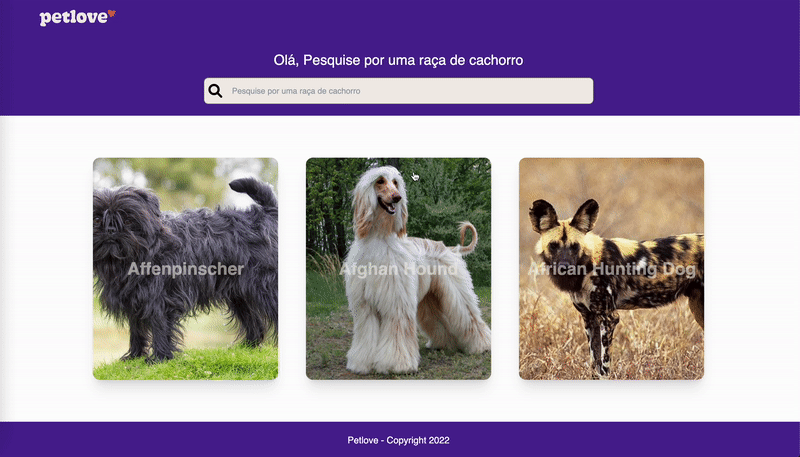 petlove
Olá, Pesquise por uma raça de cachorro
Pesquise por uma raça de cachorro
Affenpinscher
Afghan Hound
African Hunting Dog
Petlove - Copyright 2022